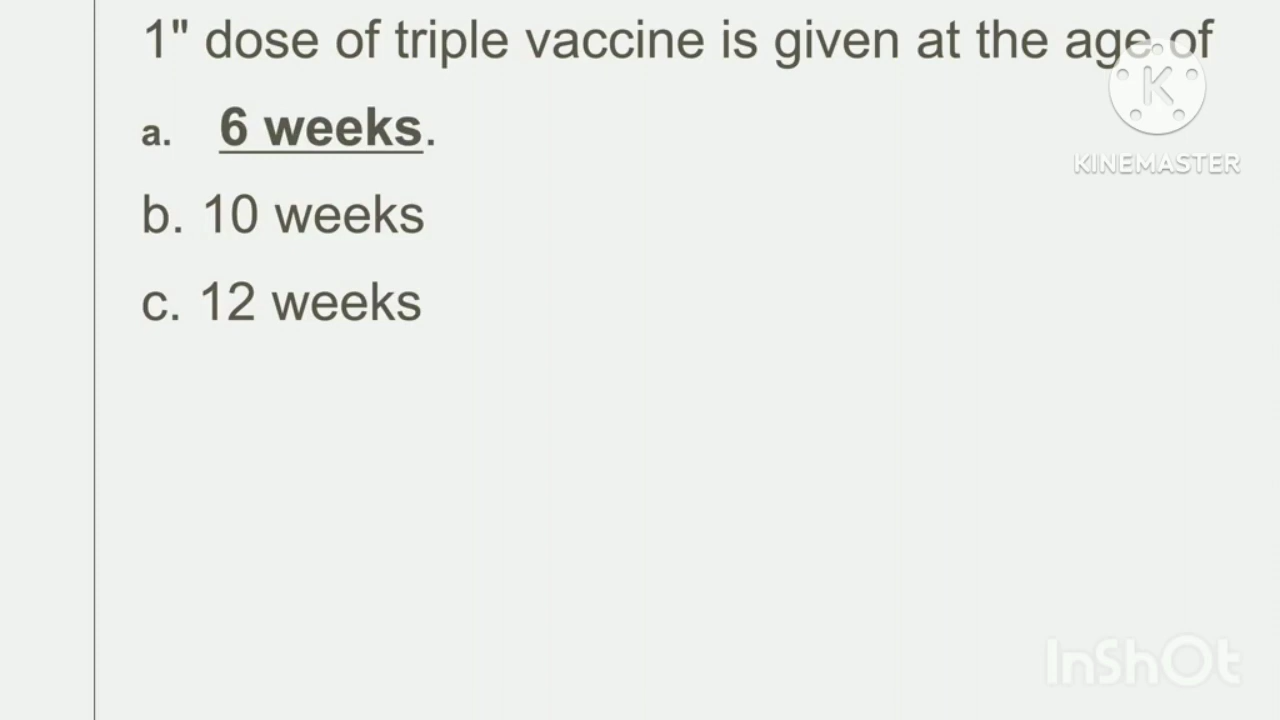 1" dose of triple vaccine is given at the age of
a. 6 weeks.
b. 10 weeks
c. 12 weeks
K
KINEMASTER
InShOt